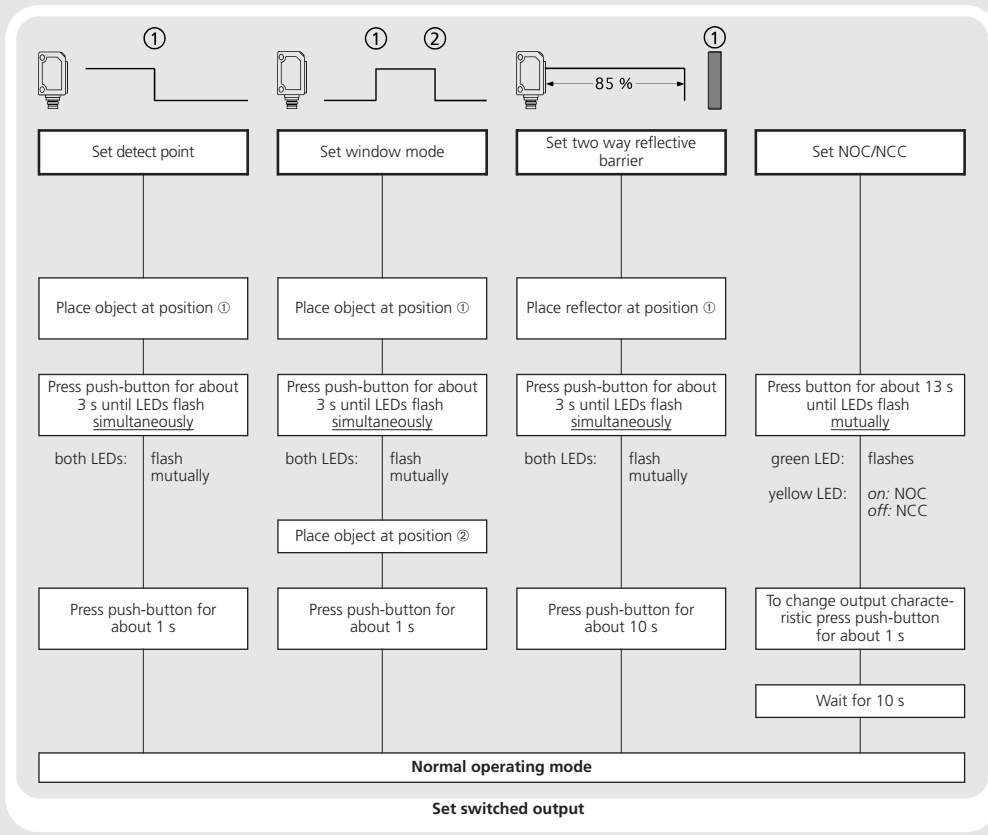 ①
① ②
①
85 %
Set detect point
Set window mode
Set two way reflective
barrier
Set NOC/NCC
Place object at position ①
Place object at position ①
Place reflector at position ①
Press push-button for about
3 s until LEDs flash
simultaneously
Press push-button for about
3 s until LEDs flash
simultaneously
Press push-button for about
3 s until LEDs flash
simultaneously
Press button for about 13 s
until LEDs flash
mutually
both LEDs: flash
mutually
both LEDs: flash
mutually
both LEDs: flash
mutually
green LED: flashes
yellow LED: on: NOC
off: NCC
Place object at position ②
Press push-button for
about 1 s
Press push-button for
about 1 s
Press push-button for
about 10 s
To change output characte-
ristic press push-button
for about 1 s
Wait for 10 s
Normal operating mode
Set switched output